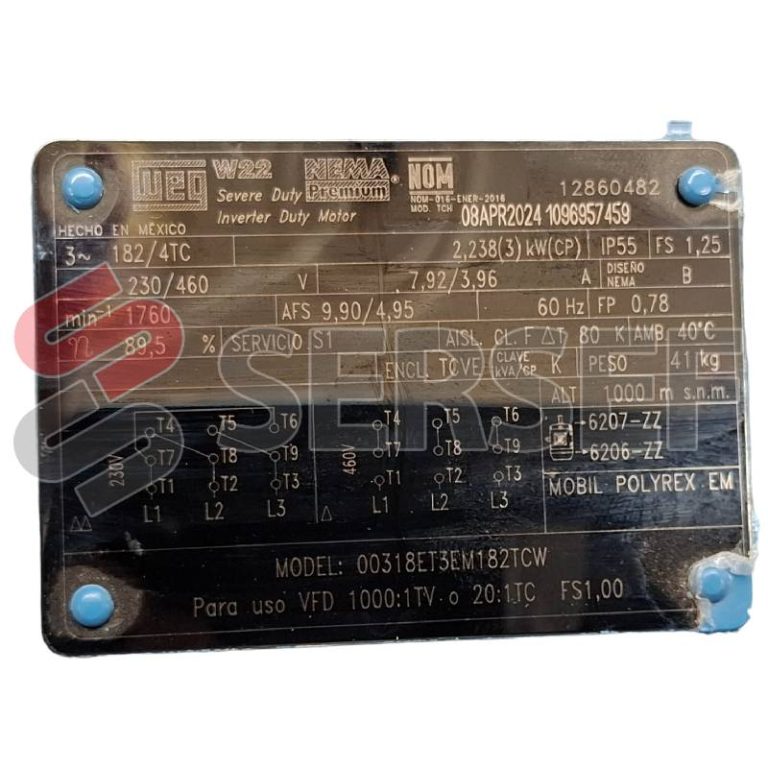 WEG W22 NEMA Premium® NOM 12860482
Severe Duty
Inverter Duty Motor
NOM-016-ENER-2016
MOD. TCH
08APR2024 1096957459
HECHO EN MÉXICO
3~ 182/4TC 2,238(3) kW(CP) IP55 FS 1,25
230/460 V 7,92/3,96 A DISEÑO NEMA B
min⁻¹ 1760 AFS 9,90/4,95 60 Hz FP 0,78
η 89,5 % SERVICIO S1 AISL. CL. F ΔT 80 K AMB. 40°C
ENCL. TCVE CLAVE kVA/CP K PESO 41 kg
ALT 1000 m s.n.m.
SERSEF
T4 T5 T6 T4 T5 T6 6207-ZZ
230V T7 T8 T9 460V T7 T8 T9 6206-ZZ
T1 T2 T3 T1 T2 T3 MOBIL POLYREX EM
ΔΔ L1 L2 L3 Δ L1 L2 L3
MODEL: 00318ET3EM182TCW
Para uso VFD 1000:1TV o 20:1TC FS1,00